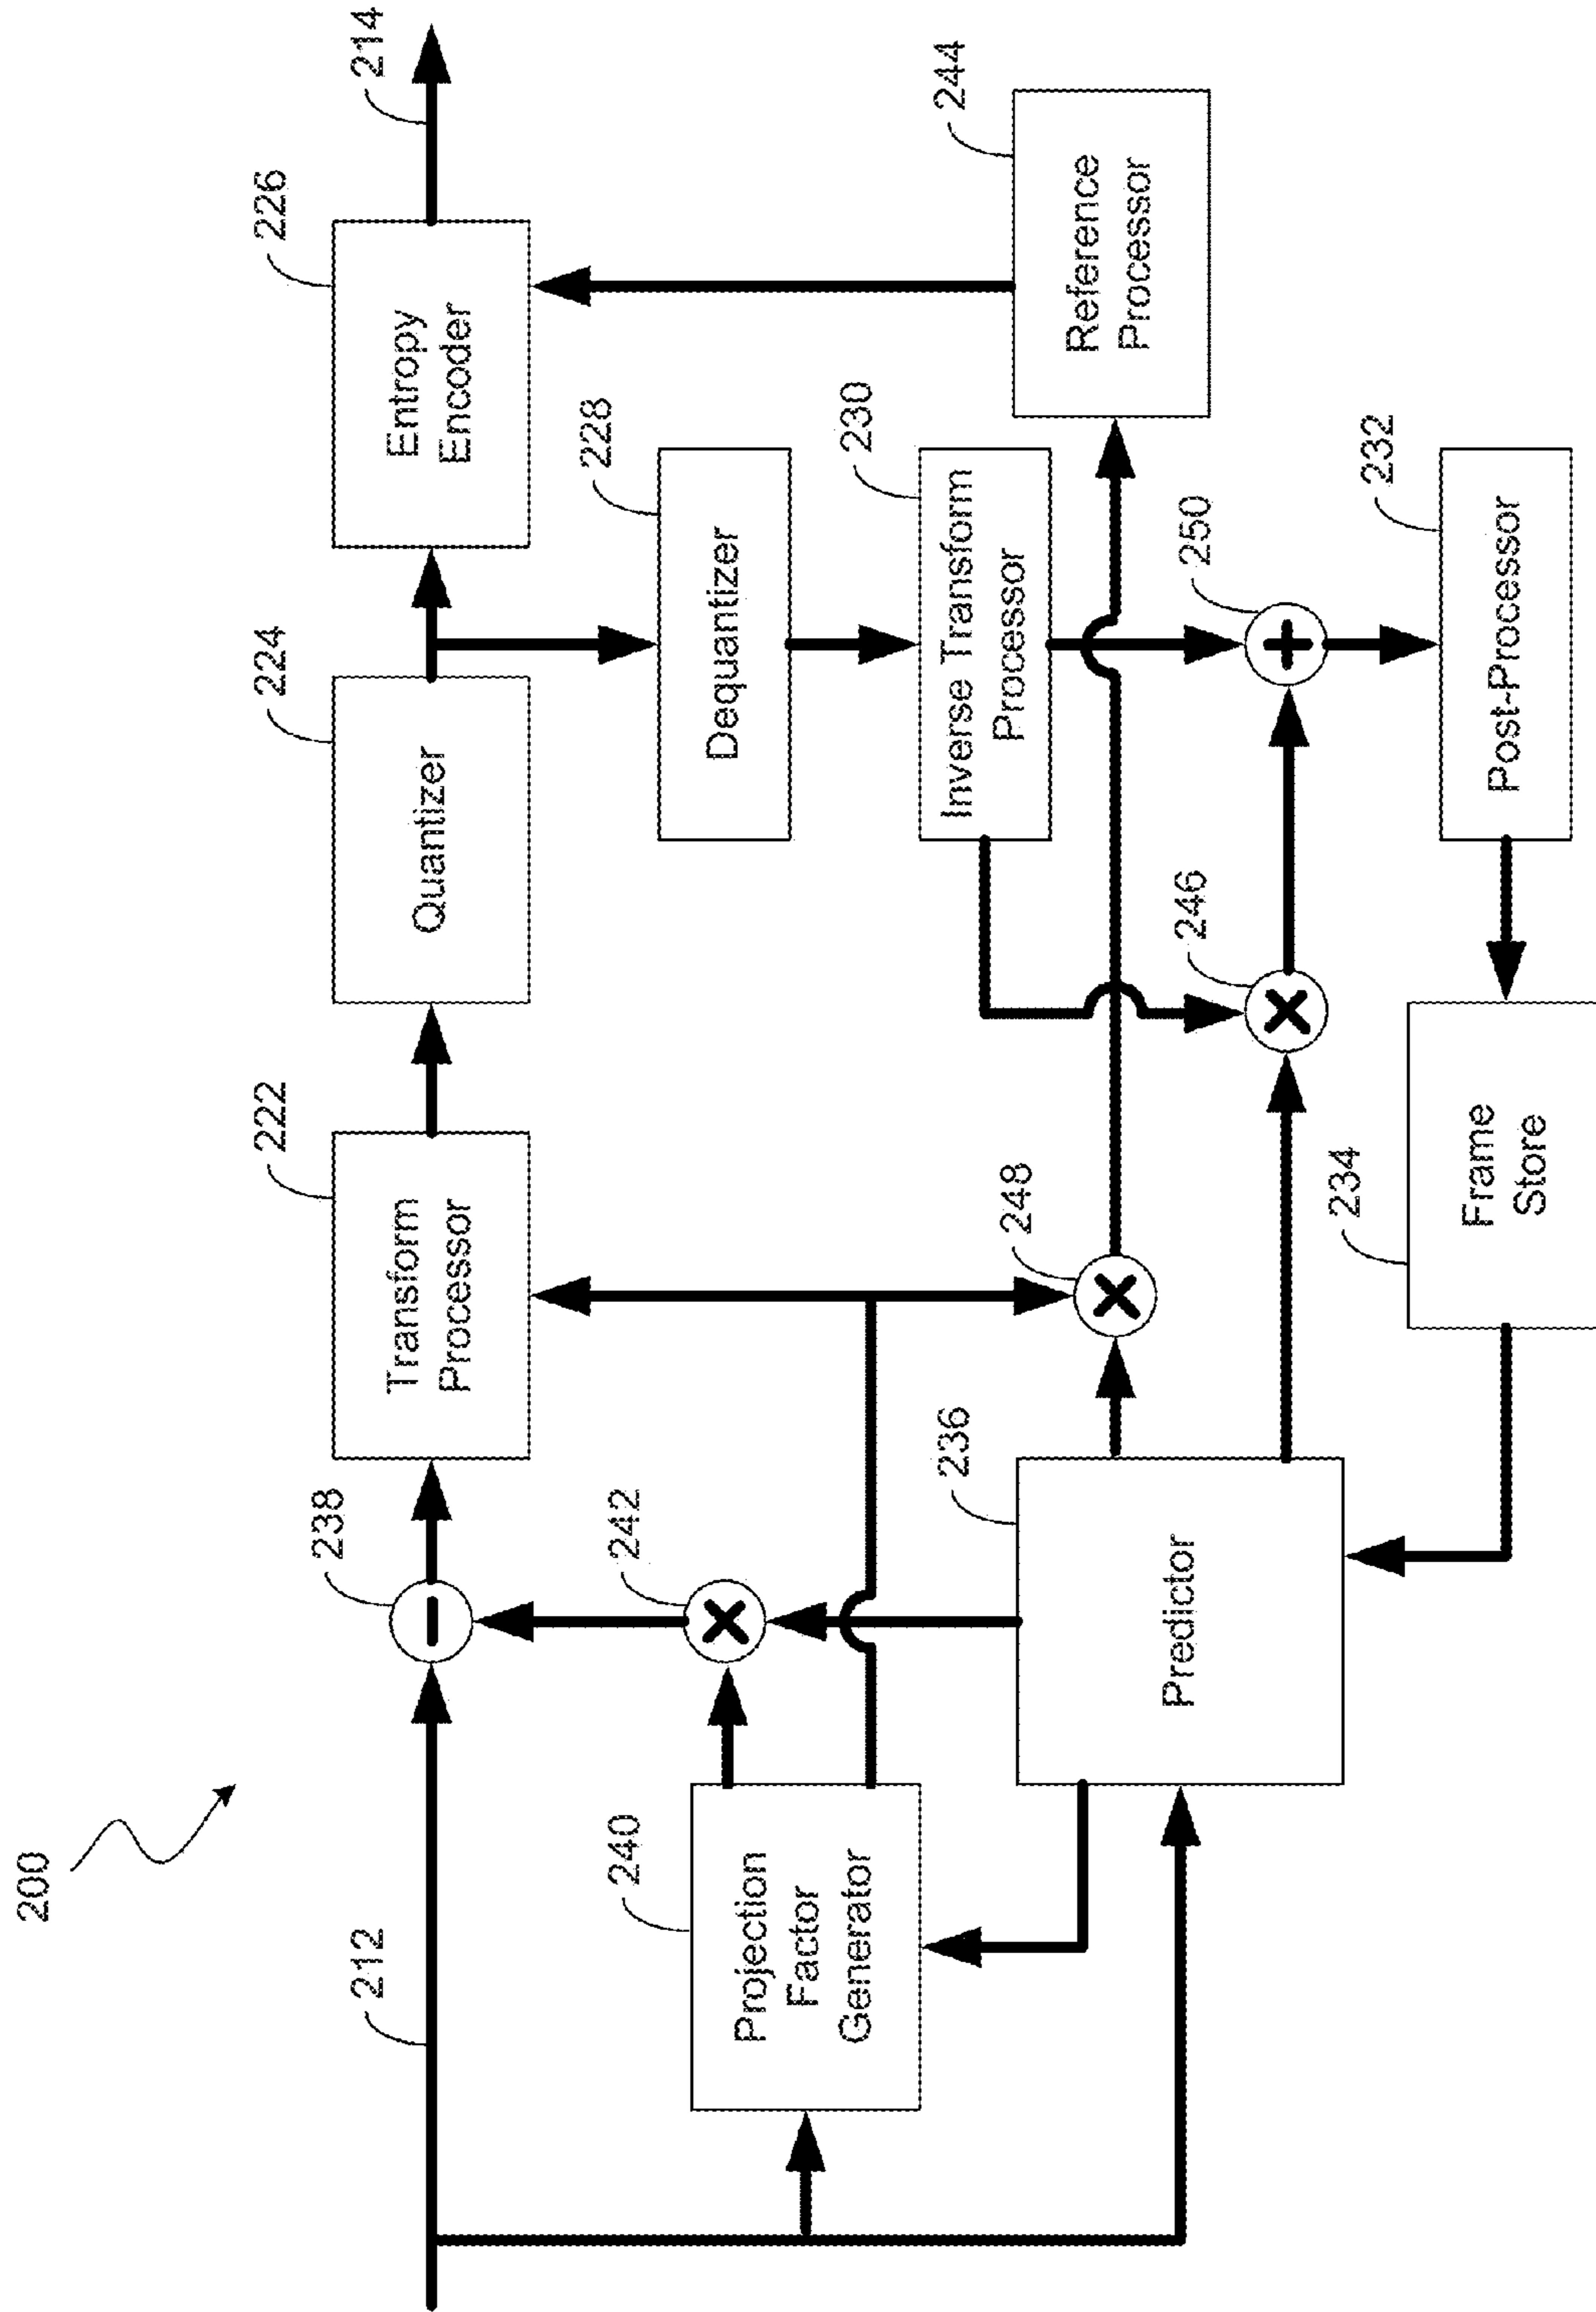 200
212
214
238
222
Transform
Processor
224
Quantizer
226
Entropy
Encoder
240
Projection
Factor
Generator
242
228
Dequantizer
236
Predictor
248
230
Inverse Transform
Processor
244
Reference
Processor
246
250
234
Frame
Store
232
Post-Processor